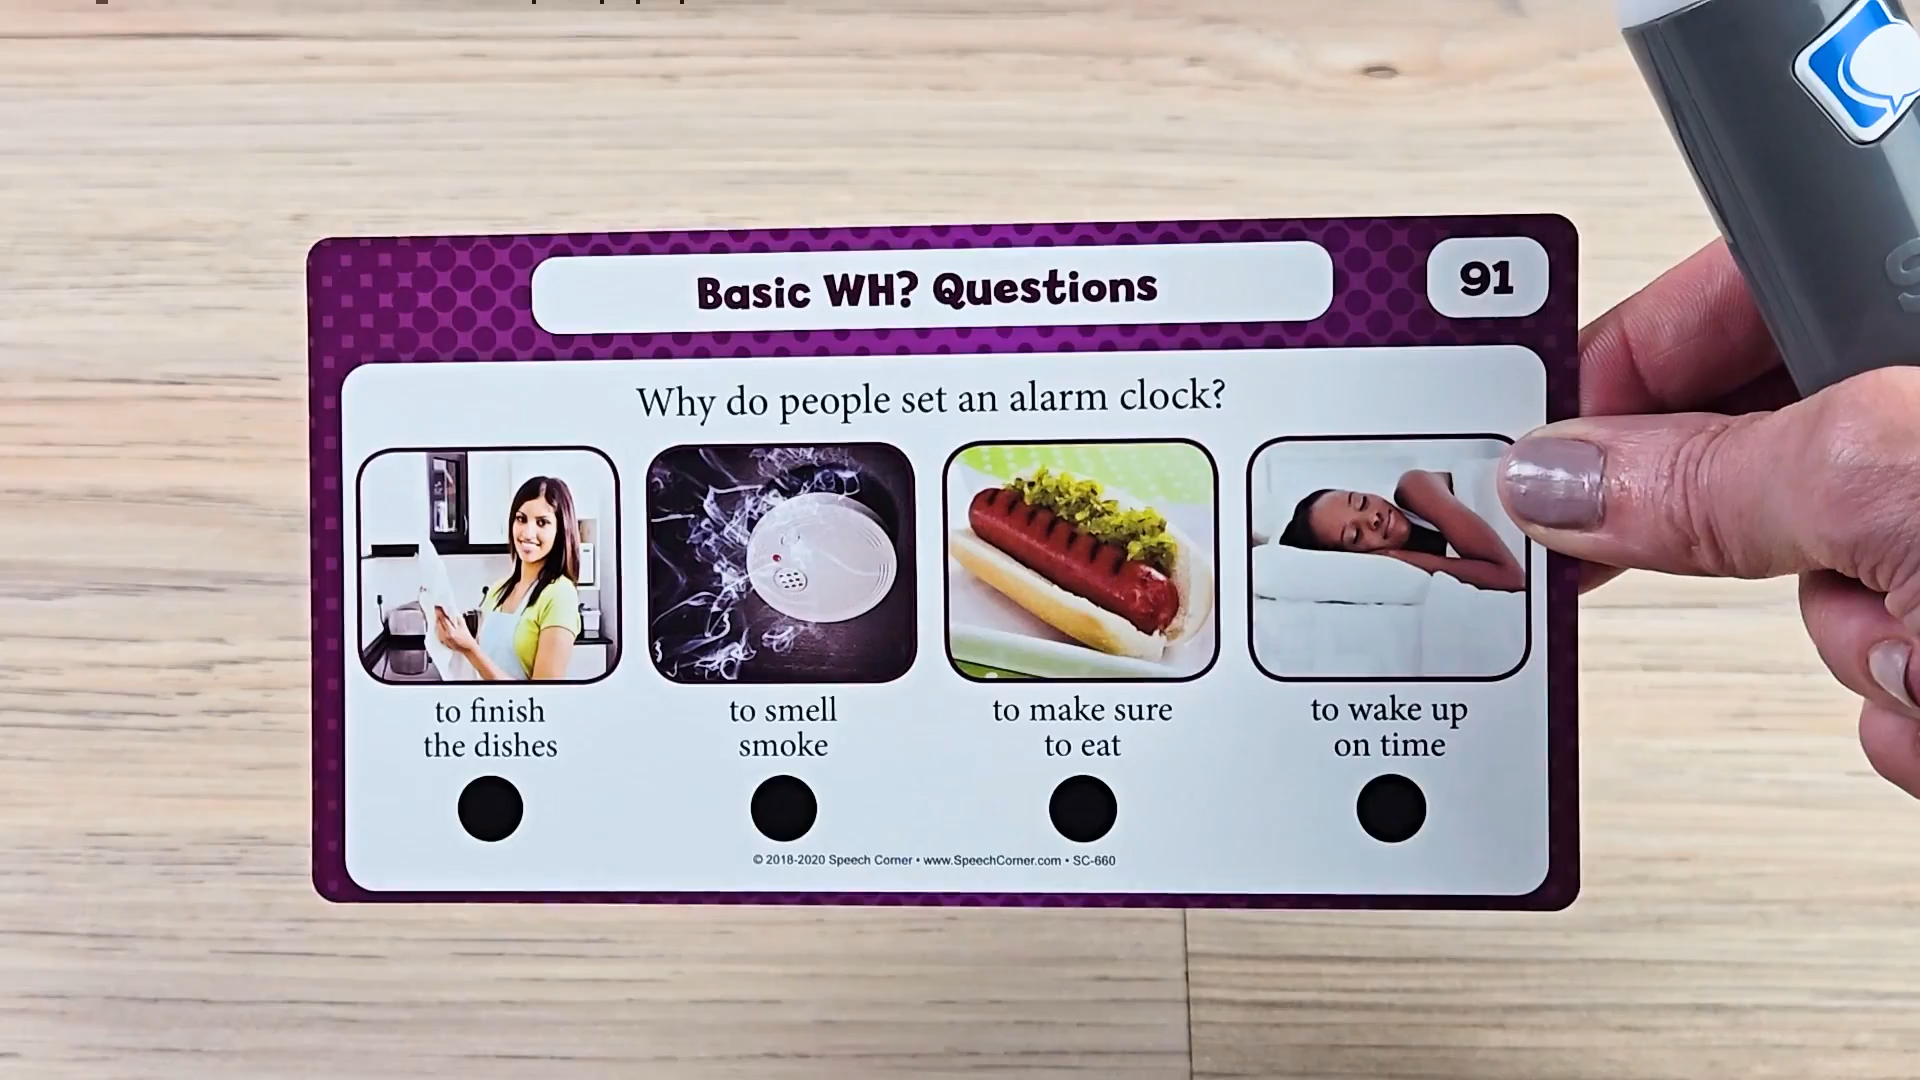 Basic WH? Questions
91
Why do people set an alarm clock?
to finish
the dishes
to smell
smoke
to make sure
to eat
to wake up
on time
© 2018-2020 Speech Corner • www.SpeechCorner.com • SC-660